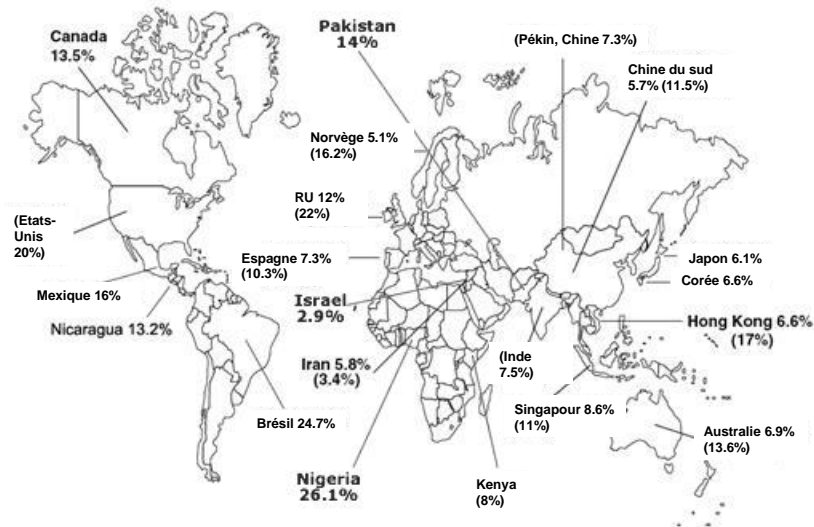 Canada
13.5%
Pakistan
14%
(Pékin, Chine 7.3%)
Chine du sud
5.7% (11.5%)
Norvège 5.1%
(16.2%)
RU 12%
(22%)
(Etats-
Unis
20%)
Espagne 7.3%
(10.3%)
Japon 6.1%
Corée 6.6%
Mexique 16%
Israel
2.9%
Nicaragua 13.2%
Hong Kong 6.6%
(17%)
Iran 5.8%
(3.4%)
(Inde
7.5%)
Singapour 8.6%
(11%)
Brésil 24.7%
Australie 6.9%
(13.6%)
Nigeria
26.1%
Kenya
(8%)